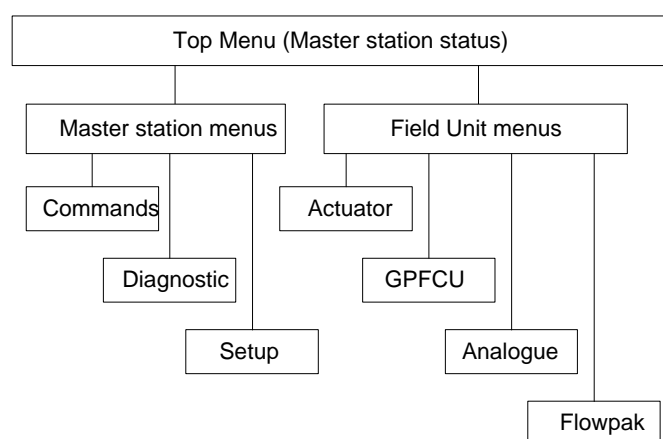 Top Menu (Master station status)
Master station menus
Field Unit menus
Commands
Actuator
Diagnostic
GPFCU
Setup
Analogue
Flowpak